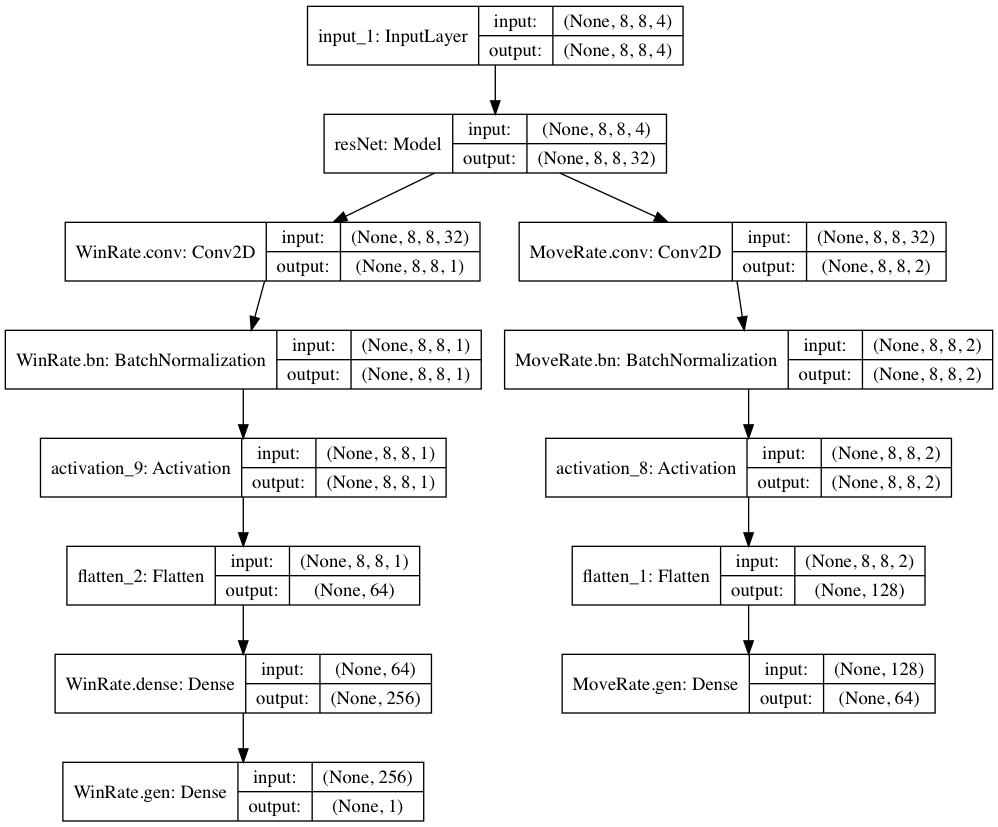 input_1: InputLayer
input: (None, 8, 8, 4)
output: (None, 8, 8, 4)
resNet: Model
input: (None, 8, 8, 4)
output: (None, 8, 8, 32)
WinRate.conv: Conv2D
input: (None, 8, 8, 32)
output: (None, 8, 8, 1)
MoveRate.conv: Conv2D
input: (None, 8, 8, 32)
output: (None, 8, 8, 2)
WinRate.bn: BatchNormalization
input: (None, 8, 8, 1)
output: (None, 8, 8, 1)
MoveRate.bn: BatchNormalization
input: (None, 8, 8, 2)
output: (None, 8, 8, 2)
activation_9: Activation
input: (None, 8, 8, 1)
output: (None, 8, 8, 1)
activation_8: Activation
input: (None, 8, 8, 2)
output: (None, 8, 8, 2)
flatten_2: Flatten
input: (None, 8, 8, 1)
output: (None, 64)
flatten_1: Flatten
input: (None, 8, 8, 2)
output: (None, 128)
WinRate.dense: Dense
input: (None, 64)
output: (None, 256)
MoveRate.gen: Dense
input: (None, 128)
output: (None, 64)
WinRate.gen: Dense
input: (None, 256)
output: (None, 1)